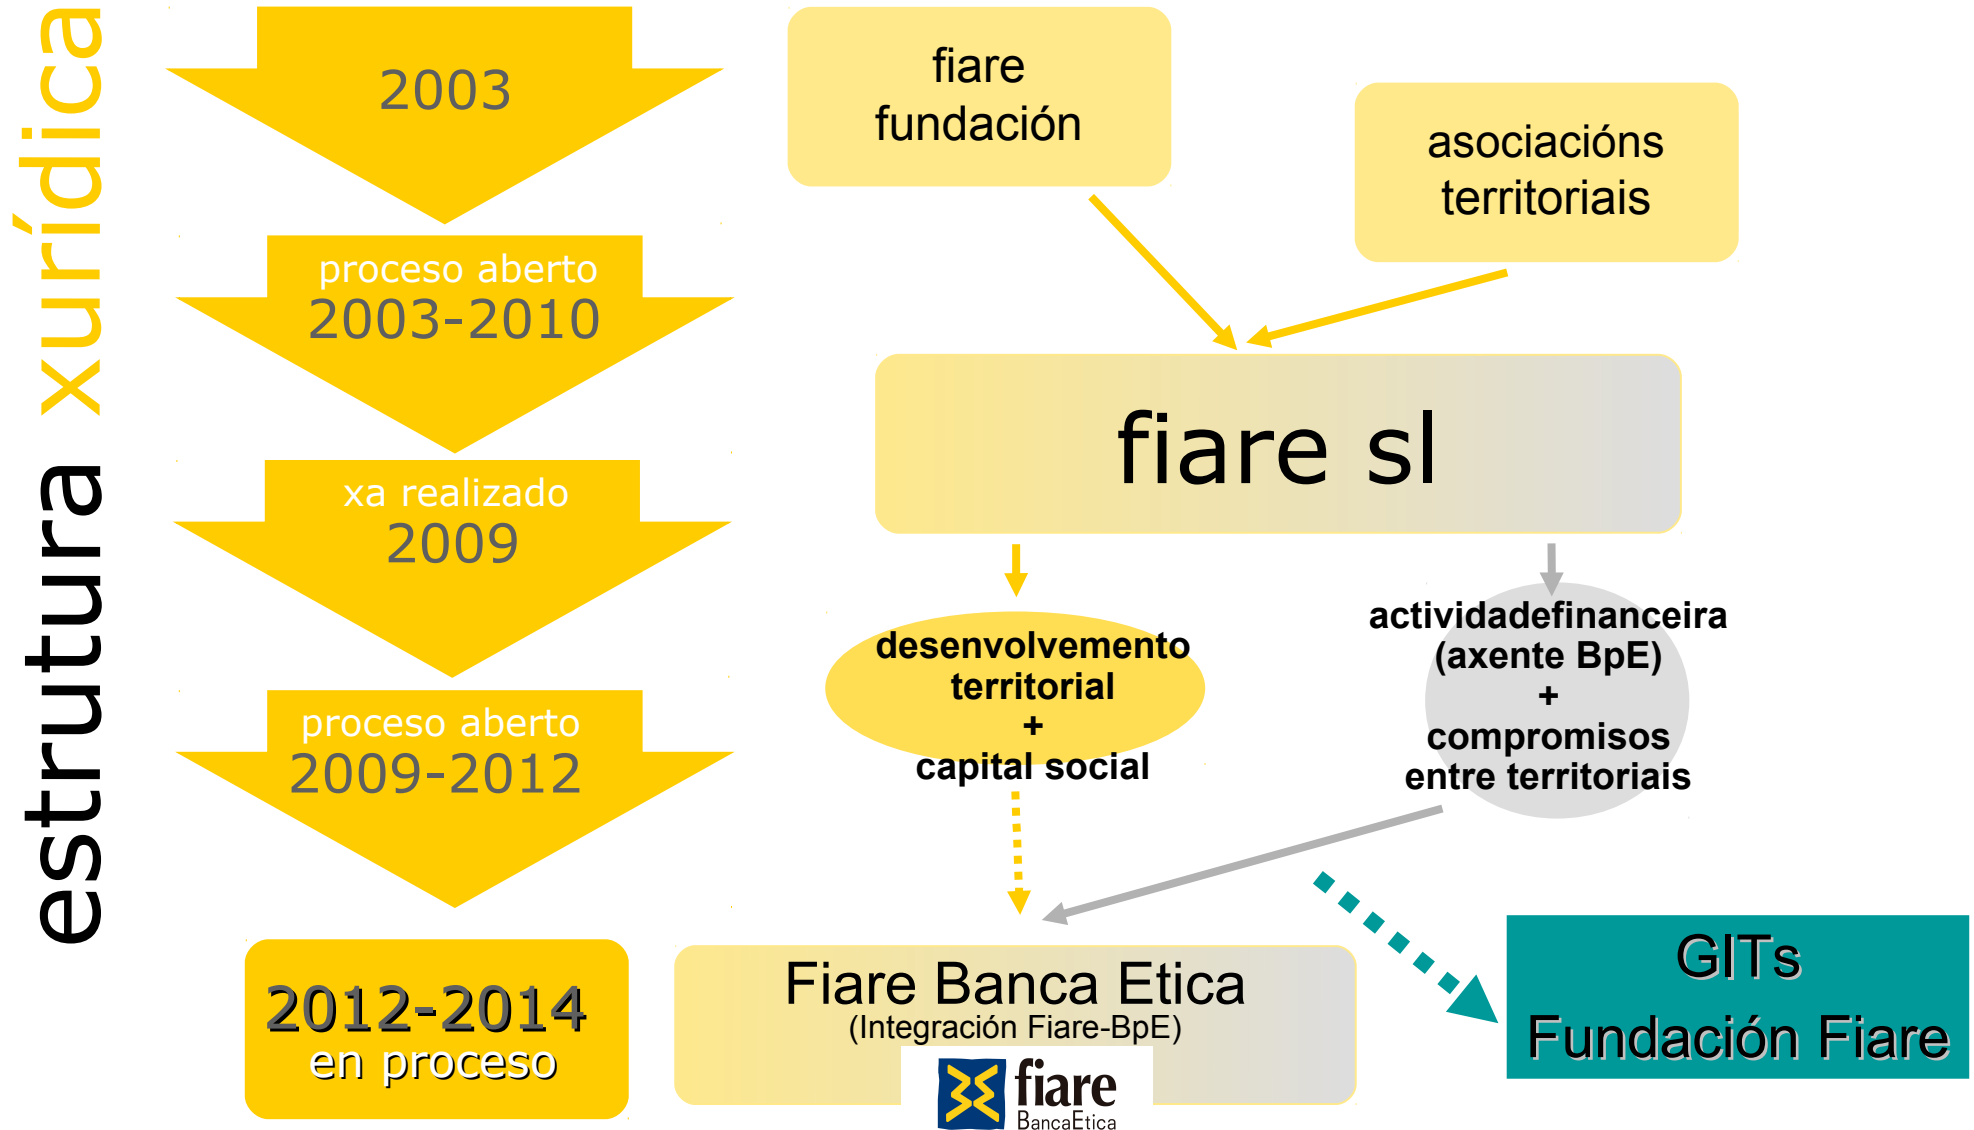 estrutura xurídica
2003
proceso aberto
2003-2010
xa realizado
2009
proceso aberto
2009-2012
2012-2014
en proceso
fiare
fundación
asociacións
territoriais
fiare sl
desenvolvemento
territorial
+
capital social
actividadefinanceira
(axente BpE)
+
compromisos
entre territoriais
Fiare Banca Etica
(Integración Fiare-BpE)
fiare
BancaEtica
GITs
Fundación Fiare